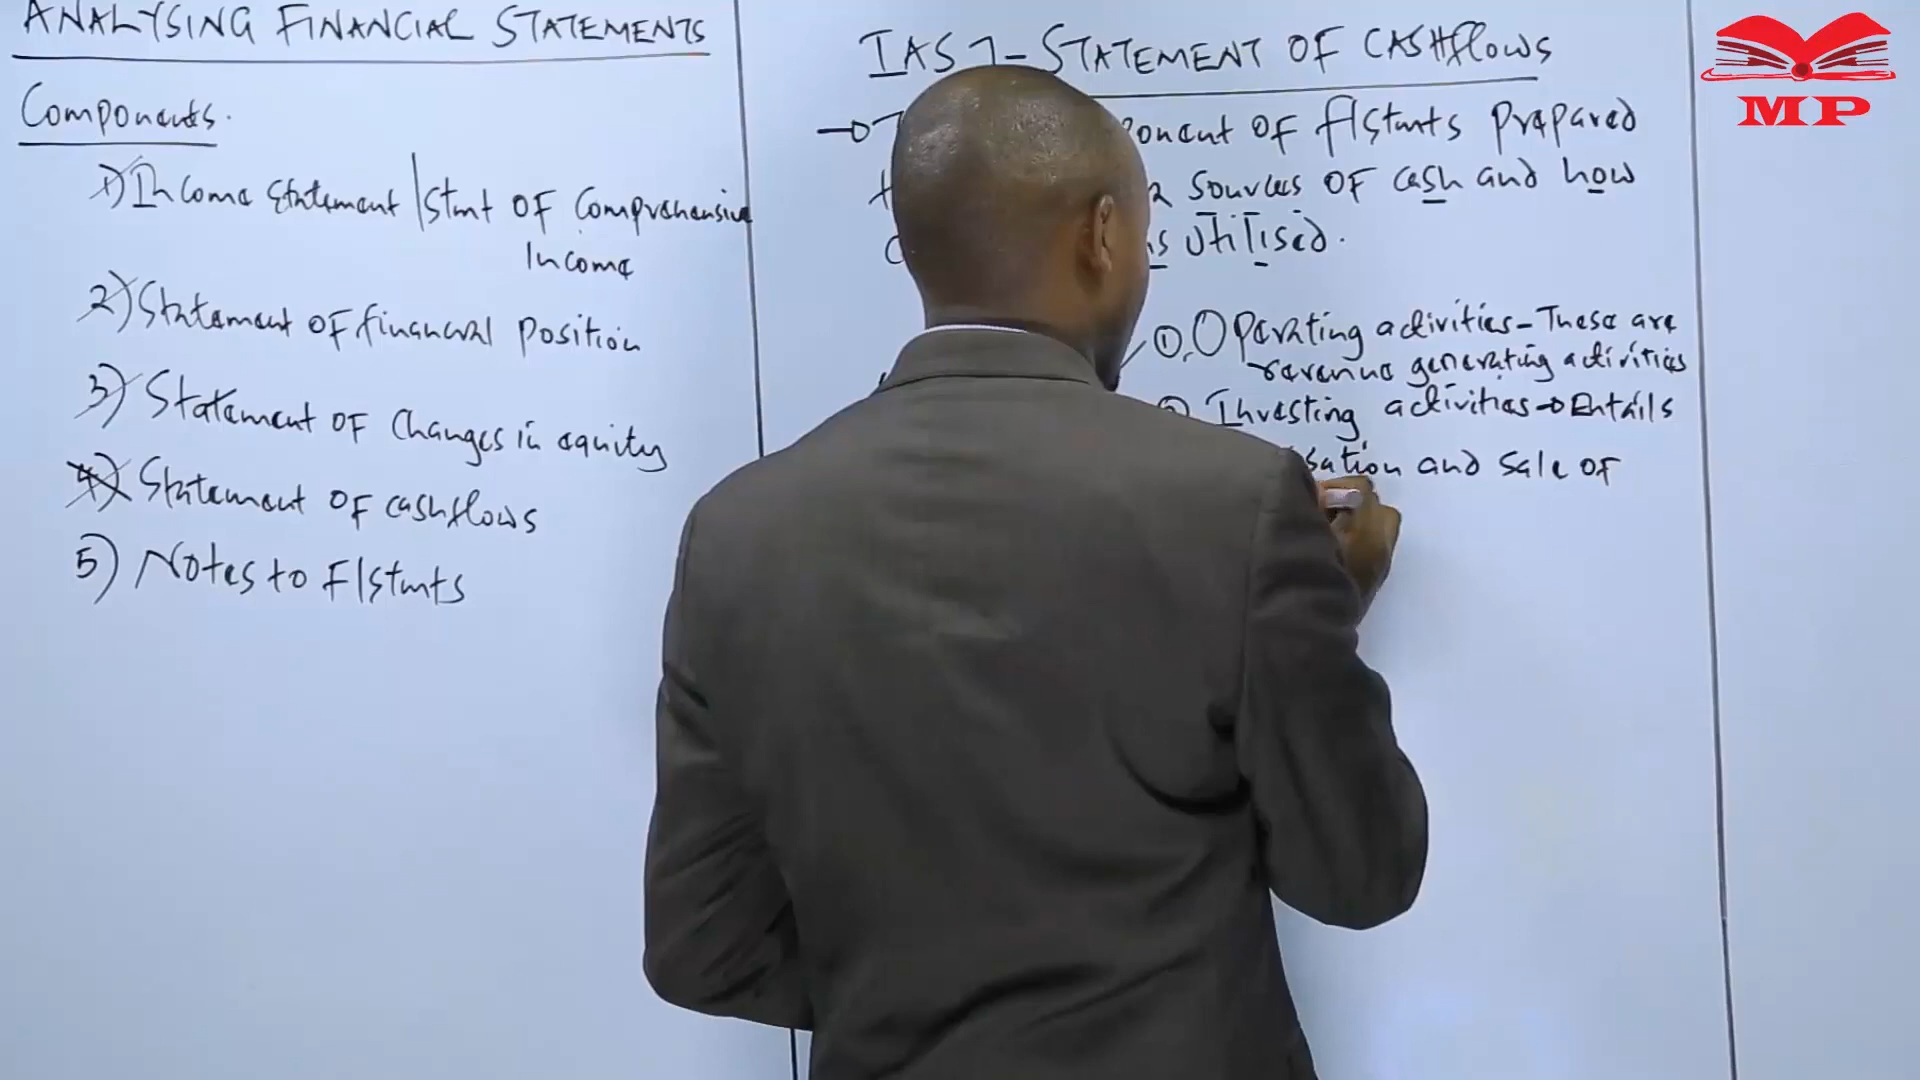 ANALYSING FINANCIAL STATEMENTS
Components.
1) Income statement | Stmt OF Comprehensive
Income
2) Statement OF financial position
3) Statement OF changes in equity
4) Statement OF cashflows
5) Notes to F/stmts
IAS 7 - STATEMENT OF CASHflows
OF f/stmts prepared
sources OF cash and how
utilised.
1. Operating activities - These are
revenue generating activities
Investing activities → Entails
and sale OF
MP